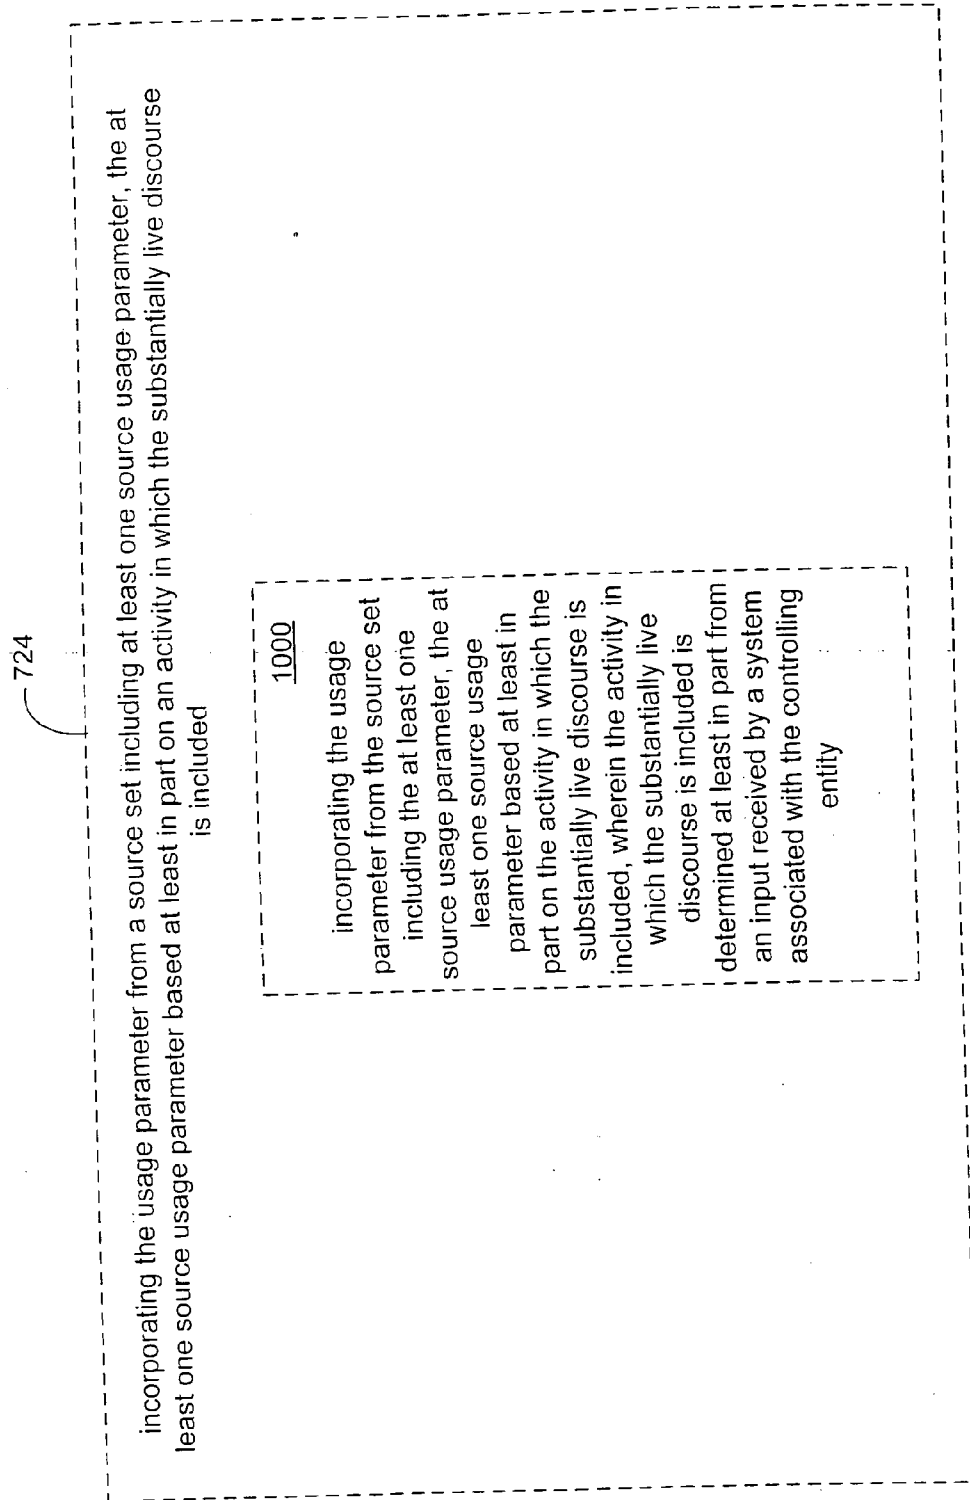 724
incorporating the usage parameter from a source set including at least one source usage parameter, the at
least one source usage parameter based at least in part on an activity in which the substantially live discourse
is included
1000
incorporating the usage
parameter from the source set
including the at least one
source usage parameter, the at
least one source usage
parameter based at least in
part on the activity in which the
substantially live discourse is
included, wherein the activity in
which the substantially live
discourse is included is
determined at least in part from
an input received by a system
associated with the controlling
entity